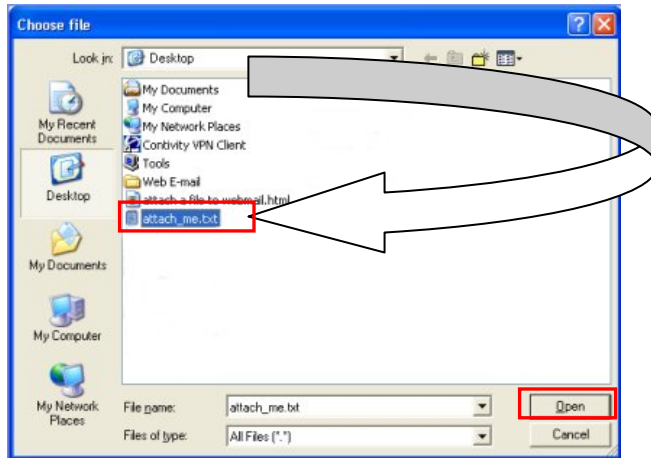 Choose file
Look in:
Desktop
My Recent
Documents
Desktop
My Documents
My Computer
My Network
Places
My Documents
My Computer
My Network Places
Contivity VPN Client
Tools
Web E-mail
attach a file to webmail.html
attach_me.txt
File name:
attach_me.txt
Open
Files of type:
All Files (*.*)
Cancel